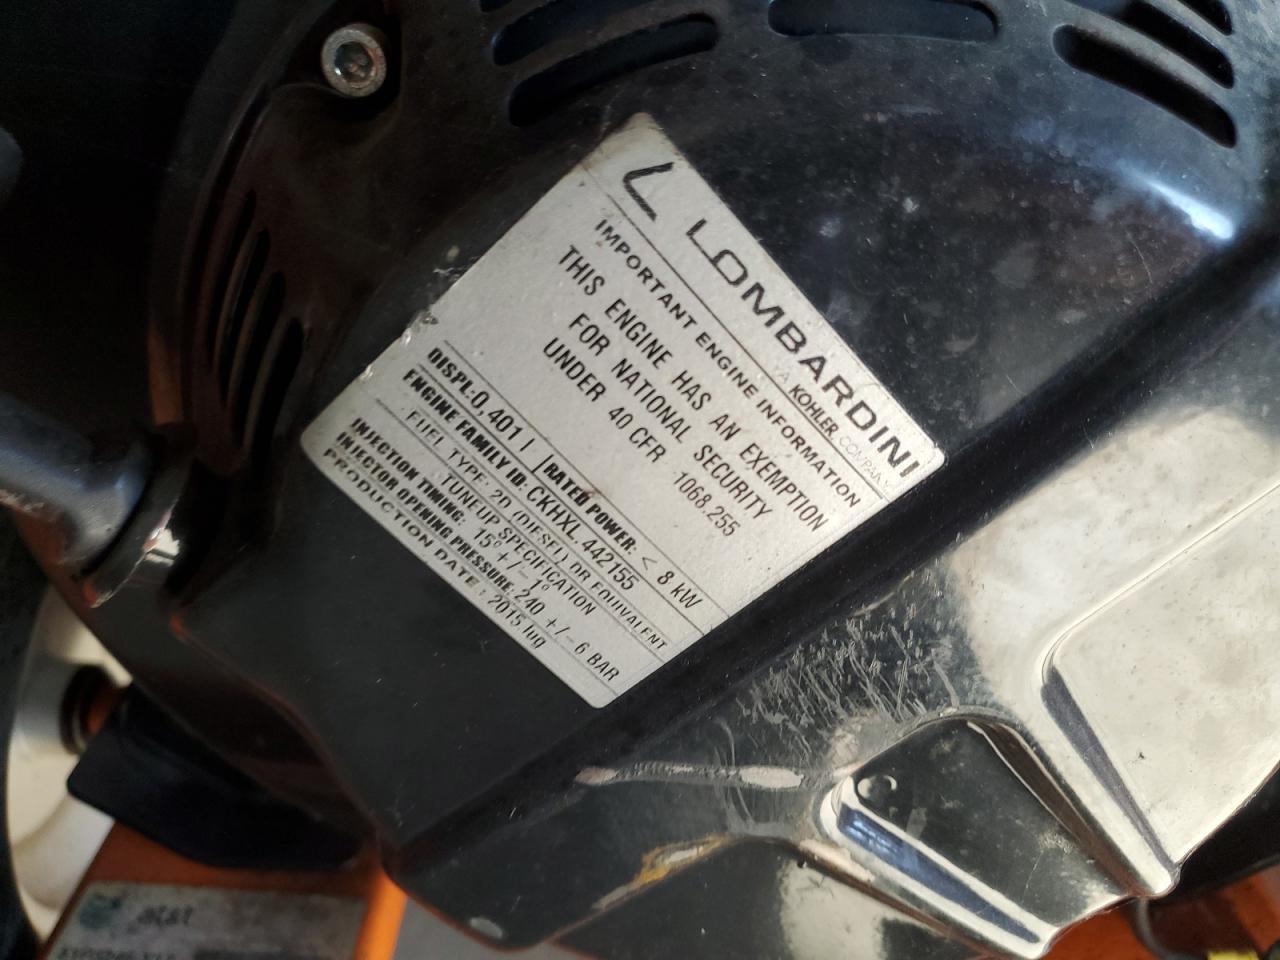 LOMBARDINI
A KOHLER COMPANY
IMPORTANT ENGINE INFORMATION
THIS ENGINE HAS AN EXEMPTION
FOR NATIONAL SECURITY
UNDER 40 CFR 1068.255
DISPL:0,401 l RATED POWER: < 8 kW
ENGINE FAMILY ID: CKHXL.442155
FUEL TYPE: 2D (DIESEL) OR EQUIVALENT
TUNEUP SPECIFICATION
INJECTION TIMING: 15° +/- 1°
INJECTOR OPENING PRESSURE: 240 +/- 6 BAR
PRODUCTION DATE : 2015 lug